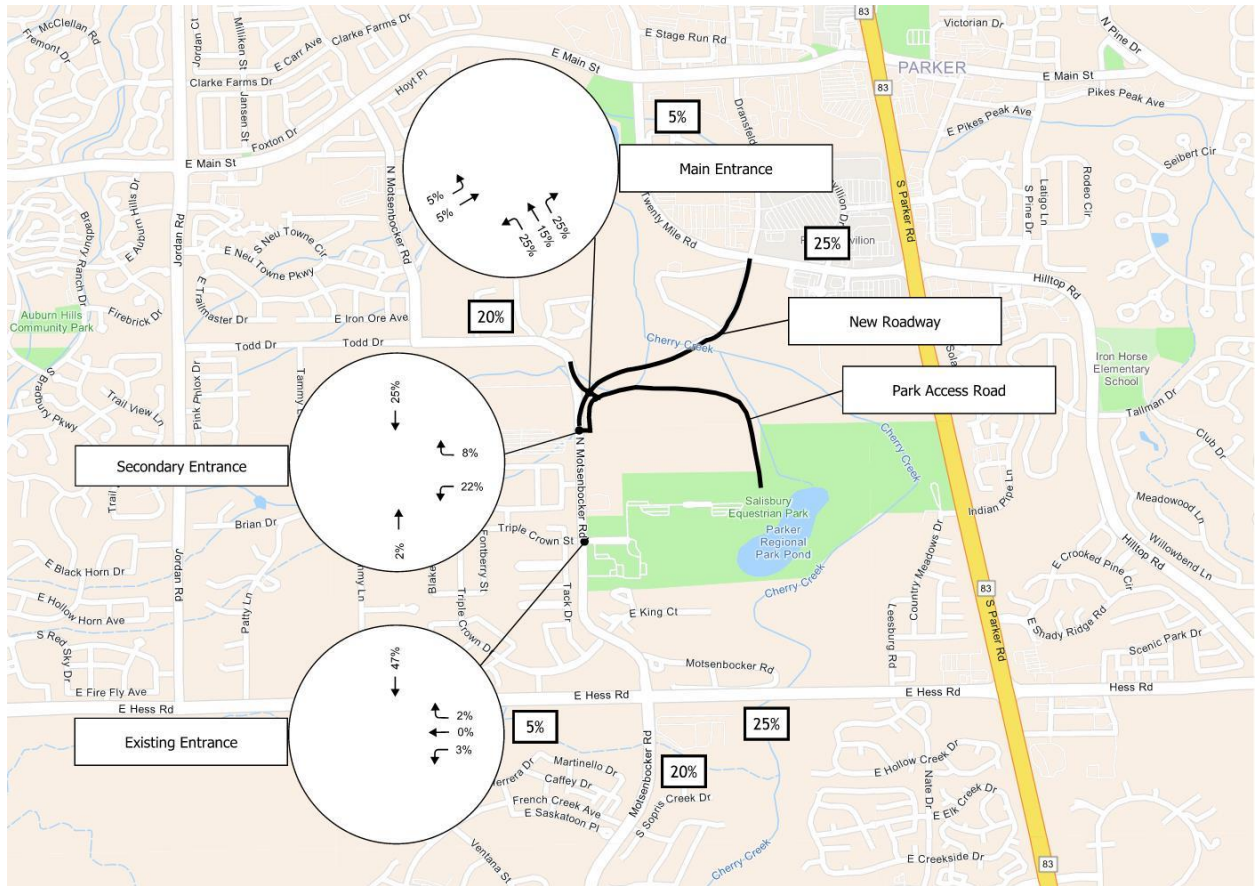 McClellan Rd
Fremont Dr
Jordan Ct
Milliken St
E Carr Ave
Clarke Farms Dr
Clarke Farms Dr
Jansen St
Hoyt Pl
Foxton Dr
E Main St
E Main St
E Stage Run Rd
Victorian Dr
N Pine Dr
83
PARKER
E Main St
83
Pikes Peak Ave
E Pikes Peak Ave
Seibert Cir
5%
Dransfel
Main Entrance
5%
5%
25%
15%
25%
N Motsenbocker Rd
Twenty Mile Rd
S Parker Rd
S Pine Dr
Latigo Ln
Rodeo Cir
Bradbury Ranch Dr
E Auburn Hills Dr
Jordan Rd
S Neu Towne Cir
E Neu Towne Pkwy
E Trailmaster Dr
Firebrick Dr
Auburn Hills
Community Park
E Iron Ore Ave
20%
25%
Hilltop Rd
New Roadway
Cherry Creek
Todd Dr
Todd Dr
S Bradbury Pkwy
Trail View Ln
Pink Phlox Dr
Iron Horse
Elementary
School
Tallman Dr
Club Dr
Park Access Road
25%
8%
22%
2%
Secondary Entrance
N Motsenbocker Rd
Cherry Creek
Salisbury
Equestrian Park
Parker
Regional
Park Pond
Indian Pipe Ln
Meadowood Ln
Willowbend Ln
Hilltop Rd
Brian Dr
Triple Crown St
Fontberry St
E Black Horn Dr
Jordan Rd
Patty Ln
Tack Dr
Triple Crown Dr
E King Ct
Cherry Creek
Country Meadows Dr
Leesburg Rd
E Crooked Pine Cir
83
S Parker Rd
E Shady Ridge Rd
Scenic Park Dr
E Hollow Horn Ave
S Red Sky Dr
E Fire Fly Ave
Motsenbocker Rd
E Hess Rd
E Hess Rd
E Hess Rd
Hess Rd
47%
2%
0%
3%
Existing Entrance
5%
25%
20%
Motsenbocker Rd
Martinello Dr
Caffey Dr
French Creek Ave
E Saskatoon Pl
S Sopris Creek Dr
Ventana St
Cherry Creek
E Hollow Creek Dr
Nate Dr
E Elk Creek Dr
E Creekside Dr
83